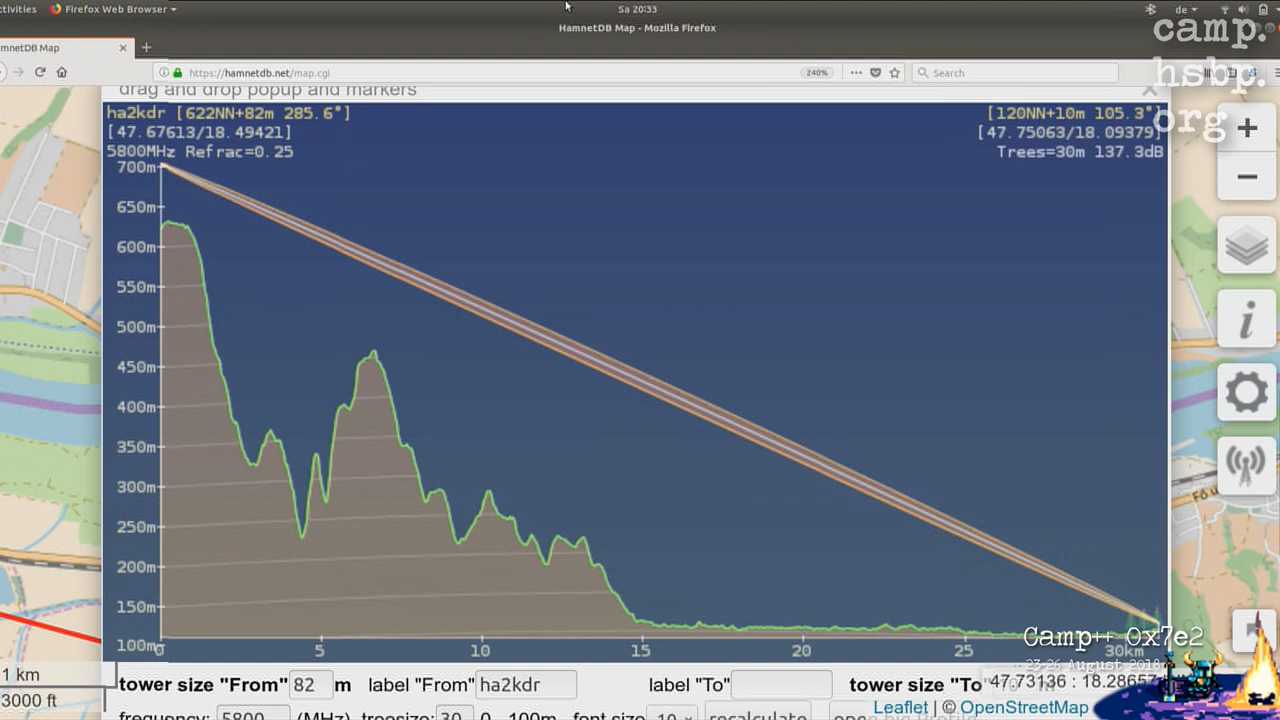 ctivities Firefox Web Browser Sa 20:33 de
HamnetDB Map - Mozilla Firefox
camp.
hsbp.
org
mnetDB Map
https://hamnetdb.net/map.cgi 240% Search
drag and drop popup and markers
ha2kdr [622NN+82m 285.6°] [120NN+10m 105.3°]
[47.67613/18.49421] [47.75063/18.09379]
5800MHz Refrac=0.25 Trees=30m 137.3dB
700m
650m
600m
550m
500m
450m
400m
350m
300m
250m
200m
150m
100m
0 5 10 15 20 25 30km
Fő u
Camp++ 0x7e2
23-26 August 2018
1 km
3000 ft
tower size "From" 82 m label "From" ha2kdr label "To" tower size "To"
47.73136 : 18.28657
frequency: 5800 (MHz) treesize: 30 0..100m font size 10 recalculate
Leaflet | © OpenStreetMap